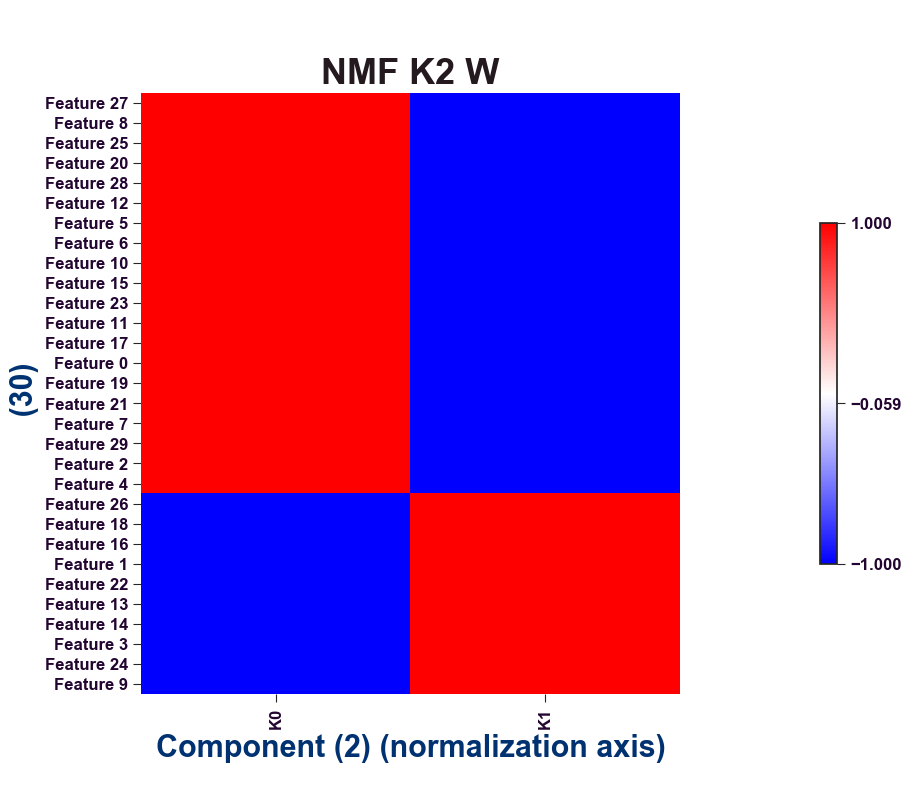 NMF K2 W
Feature 27
Feature 8
Feature 25
Feature 20
Feature 28
Feature 12
Feature 5
Feature 6
Feature 10
Feature 15
Feature 23
Feature 11
Feature 17
Feature 0
Feature 19
Feature 21
Feature 7
Feature 29
Feature 2
Feature 4
Feature 26
Feature 18
Feature 16
Feature 1
Feature 22
Feature 13
Feature 14
Feature 3
Feature 24
Feature 9
(30)
K0
K1
Component (2) (normalization axis)
1.000
−0.059
−1.000